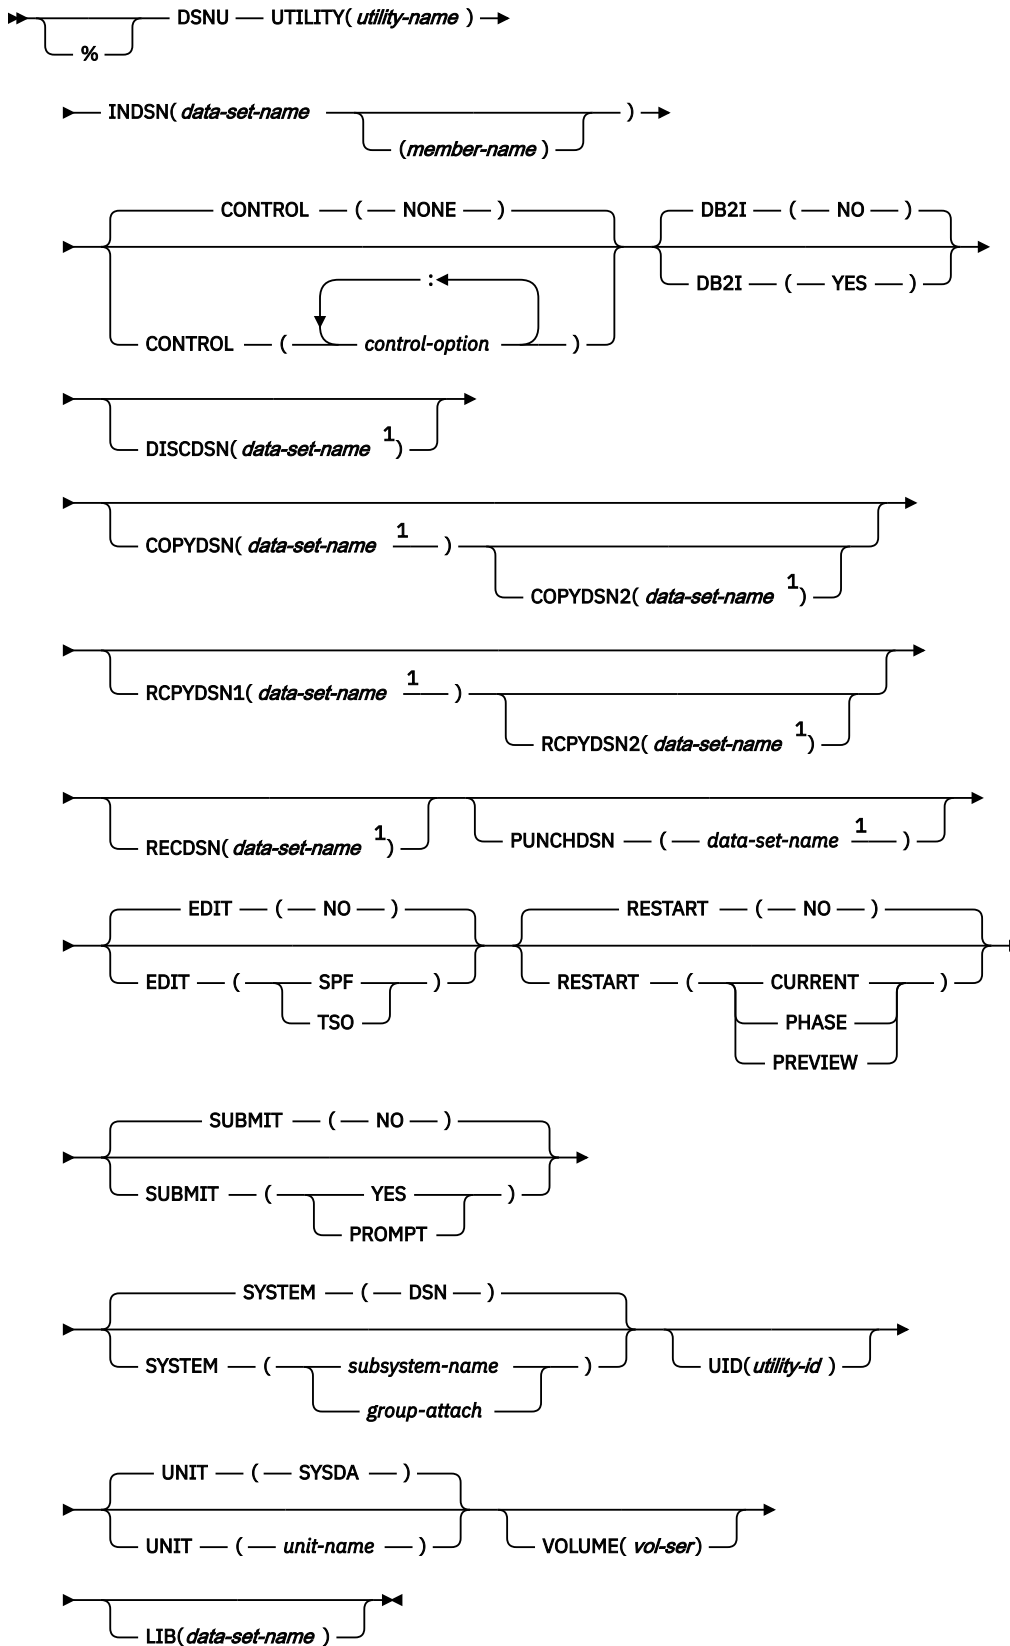 DSNU UTILITY( utility-name )
%
INDSN( data-set-name )
(member-name )
CONTROL ( NONE ) DB2I ( NO )
DB2I ( YES )
:
CONTROL ( control-option )
DISCDSN( data-set-name 1 )
COPYDSN( data-set-name 1 )
COPYDSN2( data-set-name 1 )
RCPYDSN1( data-set-name 1 )
RCPYDSN2( data-set-name 1 )
RECDSN( data-set-name 1 ) PUNCHDSN ( data-set-name 1 )
EDIT ( NO ) RESTART ( NO )
EDIT ( SPF ) RESTART ( CURRENT )
TSO PHASE
PREVIEW
SUBMIT ( NO )
SUBMIT ( YES )
PROMPT
SYSTEM ( DSN )
SYSTEM ( subsystem-name ) UID(utility-id )
group-attach
UNIT ( SYSDA )
UNIT ( unit-name ) VOLUME( vol-ser)
LIB(data-set-name )